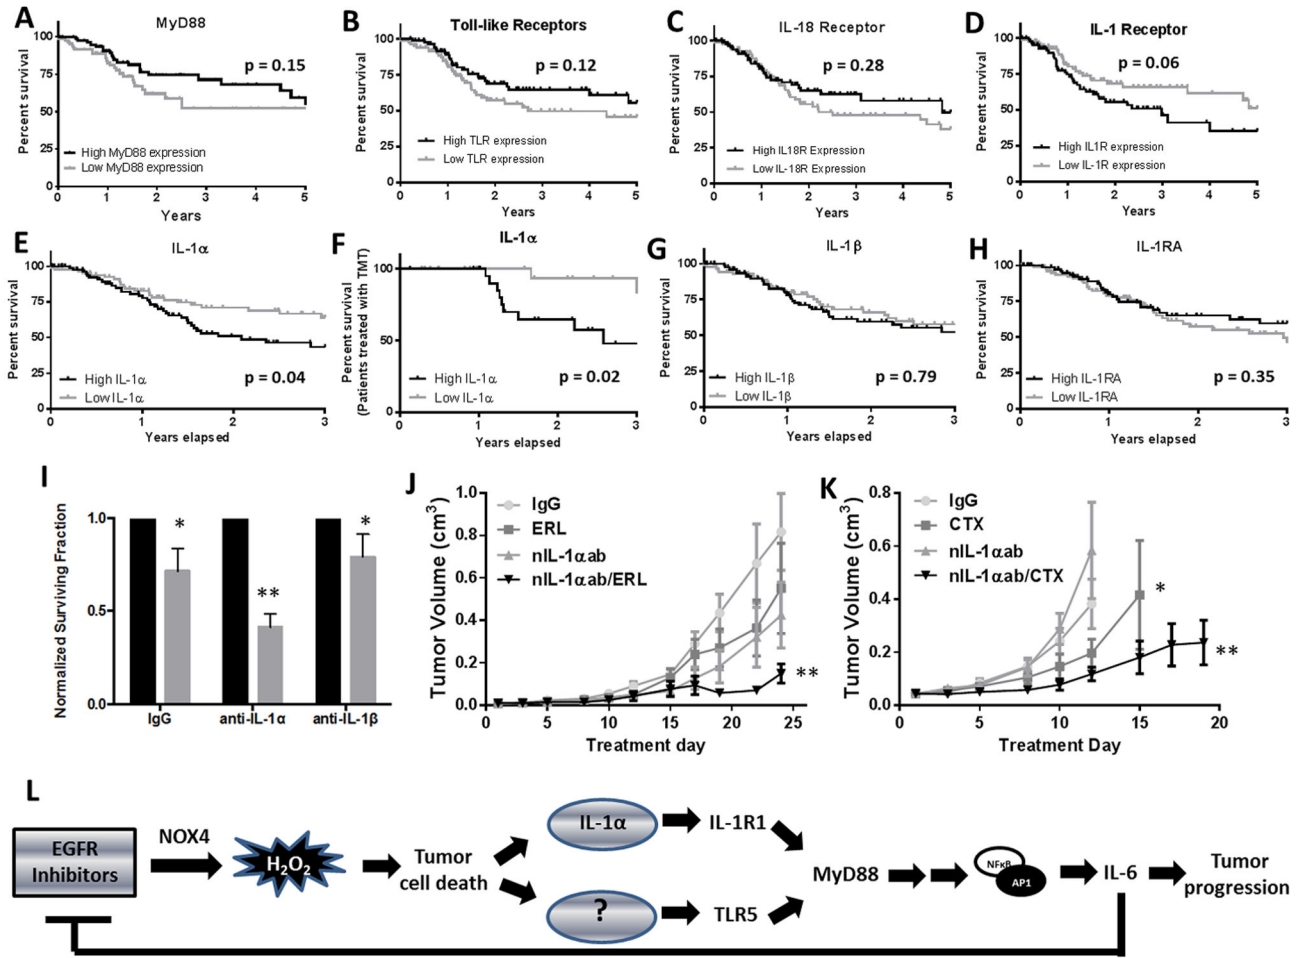 A
MyD88
Percent survival
100
75
50
25
0
p = 0.15
High MyD88 expression
Low MyD88 expression
0 1 2 3 4 5
Years
B
Toll-like Receptors
Percent survival
100
75
50
25
0
p = 0.12
High TLR expression
Low TLR expression
0 1 2 3 4 5
Years
C
IL-18 Receptor
Percent survival
100
75
50
25
0
p = 0.28
High IL18R Expression
Low IL-18R Expression
0 1 2 3 4 5
Years
D
IL-1 Receptor
Percent survival
100
75
50
25
0
p = 0.06
High IL1R expression
Low IL-1R expression
0 1 2 3 4 5
Years
E
IL-1α
Percent survival
100
75
50
25
0
High IL-1α
Low IL-1α
p = 0.04
0 1 2 3
Years elapsed
F
IL-1α
Percent survival
(Patients treated with TMT)
100
50
0
High IL-1α
Low IL-1α
p = 0.02
0 1 2 3
Years elapsed
G
IL-1β
Percent survival
100
75
50
25
0
High IL-1β
Low IL-1β
p = 0.79
0 1 2 3
Years elapsed
H
IL-1RA
Percent survival
100
75
50
25
0
High IL-1RA
Low IL-1RA
p = 0.35
0 1 2 3
Years elapsed
I
Normalized Surviving Fraction
1.0
0.5
0.0
*
**
*
IgG anti-IL-1α anti-IL-1β
J
Tumor Volume (cm³)
1.0
0.8
0.6
0.4
0.2
0.0
IgG
ERL
nIL-1αab
nIL-1αab/ERL
**
0 5 10 15 20 25
Treatment day
K
Tumor Volume (cm³)
0.8
0.6
0.4
0.2
0.0
IgG
CTX
nIL-1αab
nIL-1αab/CTX
*
**
0 5 10 15 20
Treatment Day
L
EGFR
Inhibitors
NOX4
H₂O₂
Tumor
cell death
IL-1α
IL-1R1
?
TLR5
MyD88
NFκB
AP1
IL-6
Tumor
progression